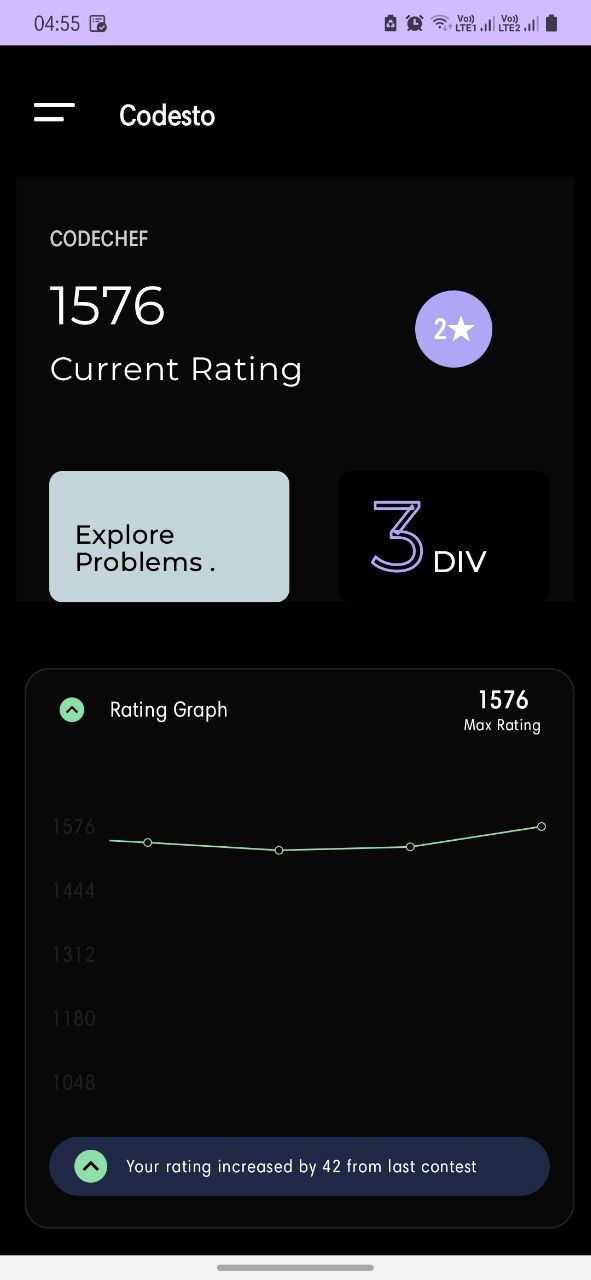 04:55
Vo)) LTE1 Vo)) LTE2
Codesto
CODECHEF
1576
2★
Current Rating
Explore
Problems .
3 DIV
Rating Graph
1576
Max Rating
1576
1444
1312
1180
1048
Your rating increased by 42 from last contest